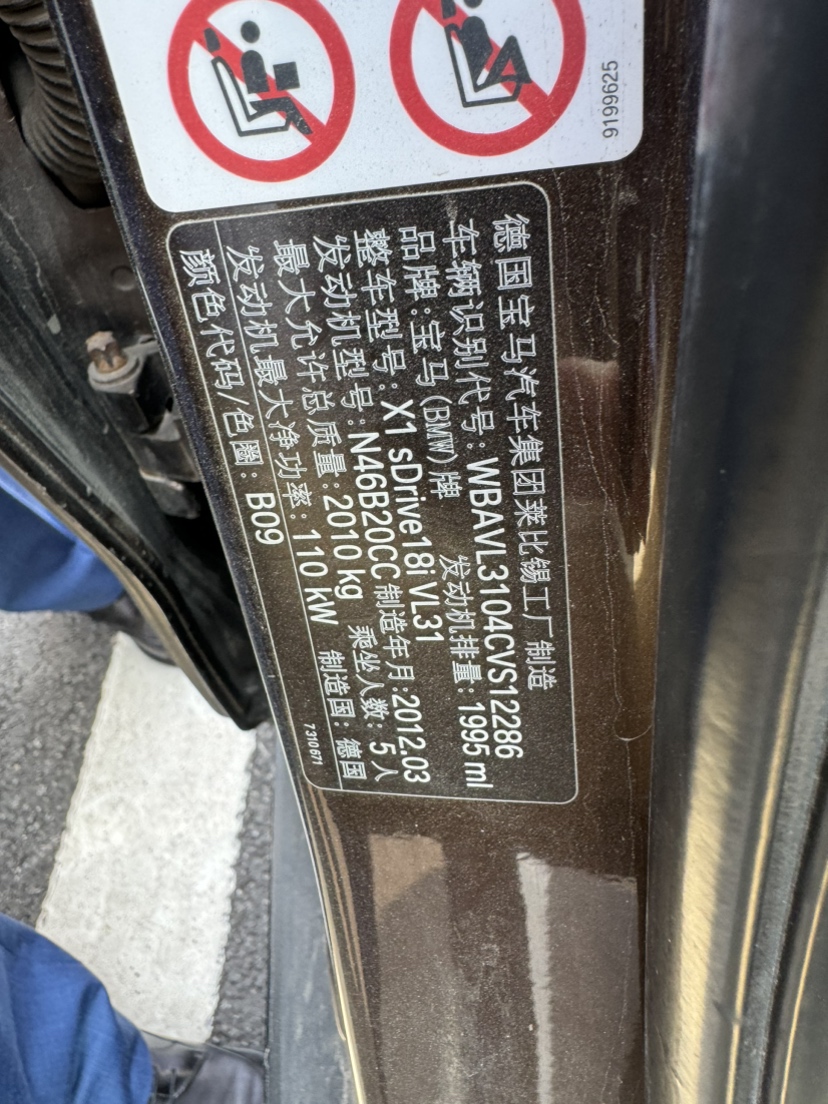 9199625
德国宝马汽车集团莱比锡工厂制造
车辆识别代号：WBAVL3104CVS12286
品牌：宝马(BMW)牌 发动机排量：1995 ml
整车型号：X1 sDrive18i VL31
发动机型号：N46B20CC 制造年月：2012.03
最大允许总质量：2010 kg 乘坐人数：5人
发动机最大净功率：110 kW 制造国：德国
颜色代码/色圈：B09
7 310 671